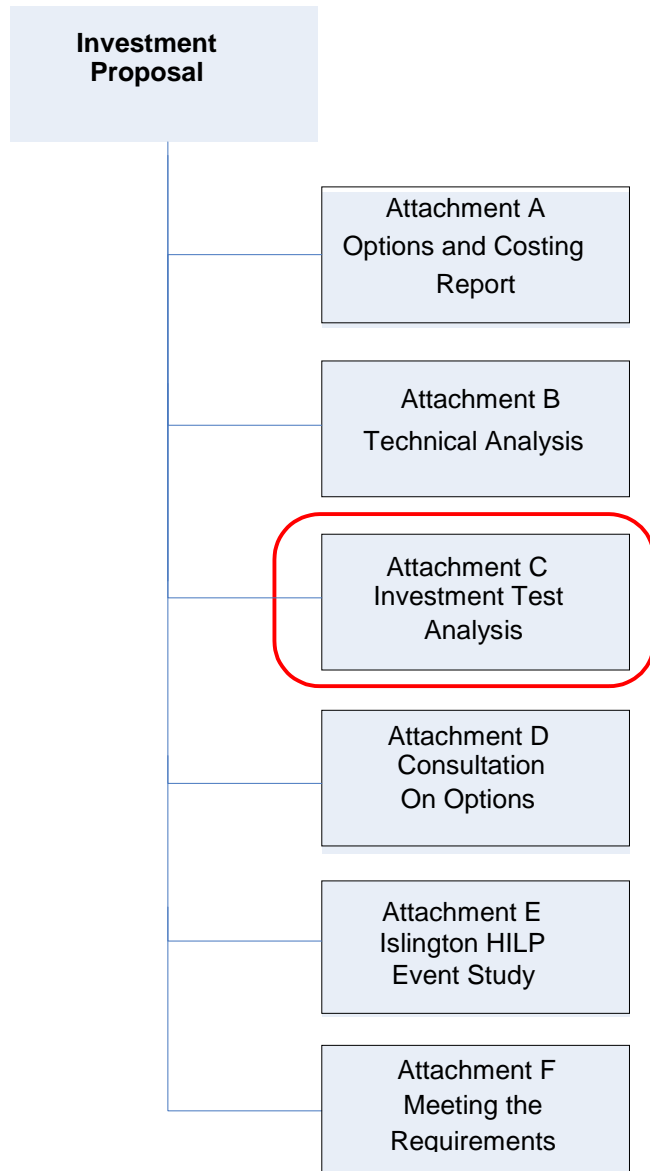 Investment
Proposal
Attachment A
Options and Costing
Report
Attachment B
Technical Analysis
Attachment C
Investment Test
Analysis
Attachment D
Consultation
On Options
Attachment E
Islington HILP
Event Study
Attachment F
Meeting the
Requirements